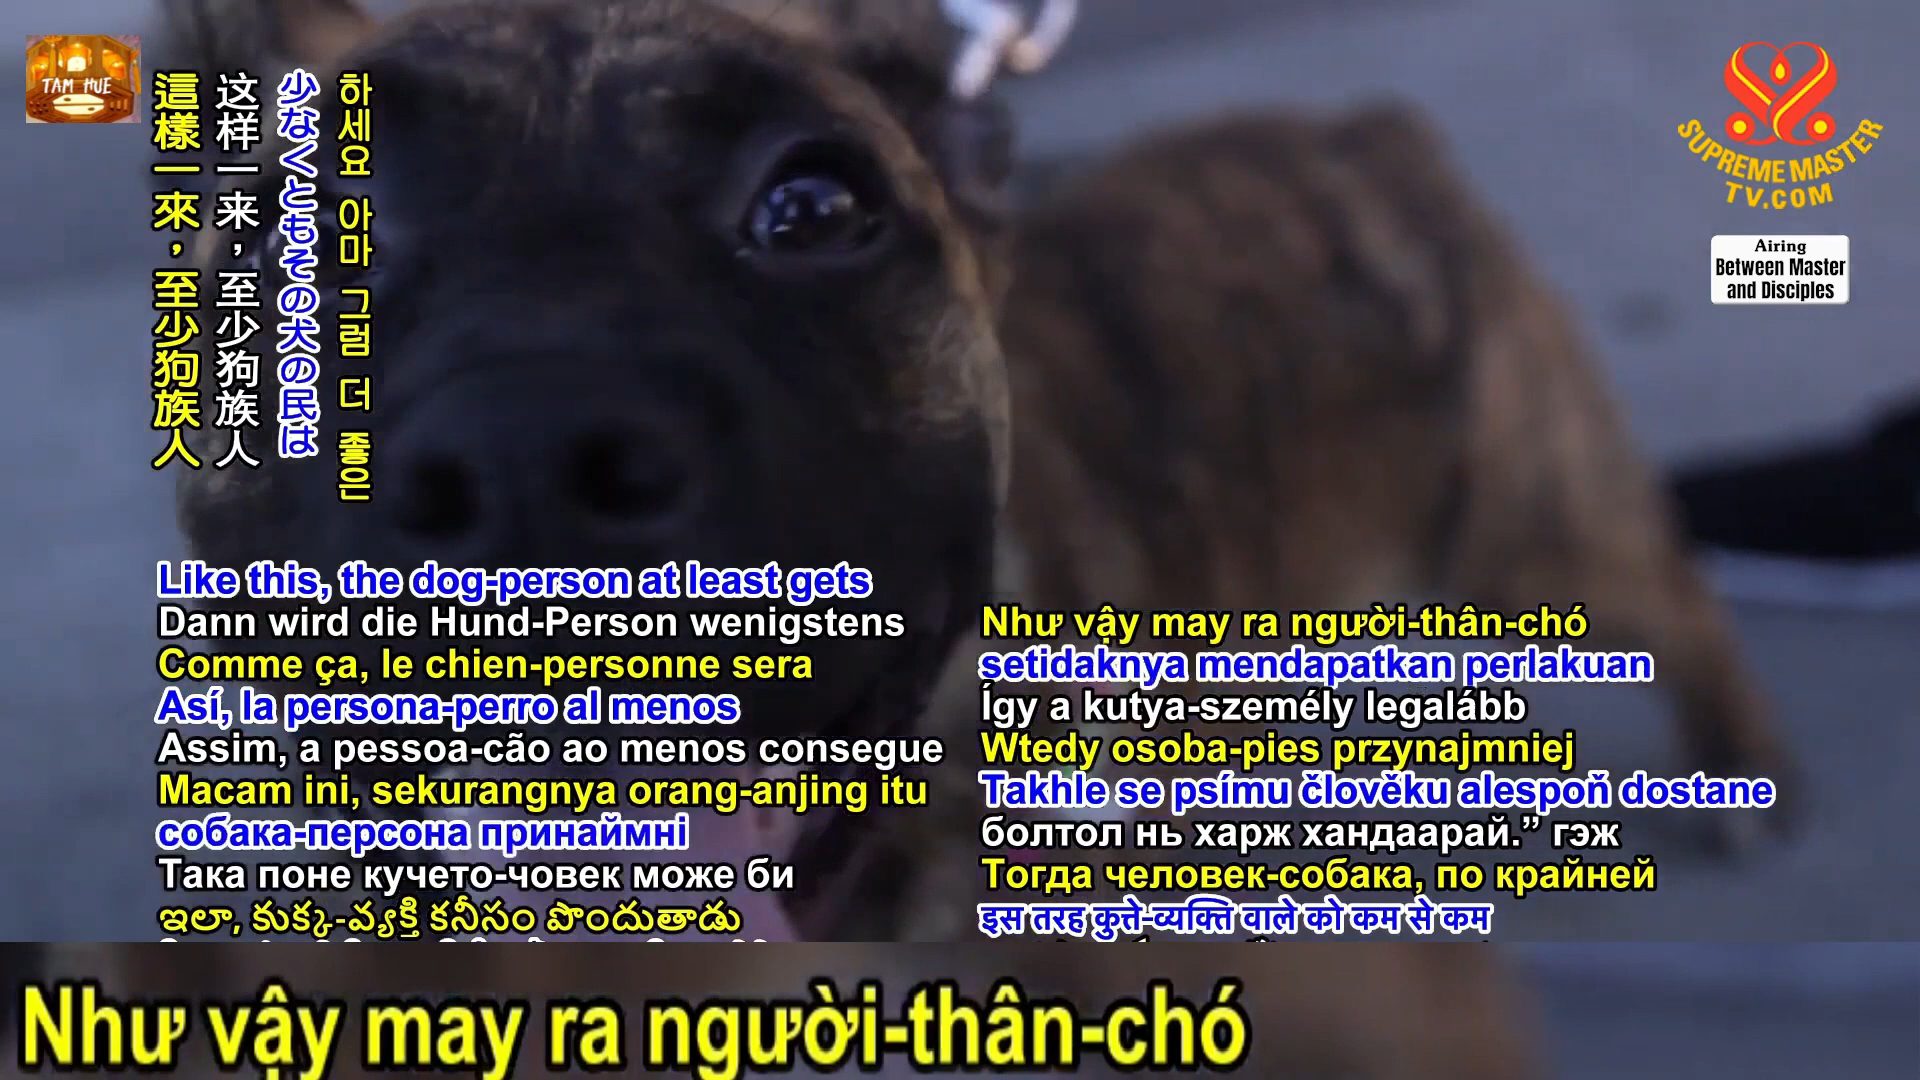 TAM HUE
SUPREME MASTER
TV.COM
Airing
Between Master
and Disciples
這樣一來，至少狗族人
这样一来，至少狗族人
少なくともその犬の民は
하세요 아마 그럼 더 좋은
Like this, the dog-person at least gets
Dann wird die Hund-Person wenigstens
Comme ça, le chien-personne sera
Así, la persona-perro al menos
Assim, a pessoa-cão ao menos consegue
Macam ini, sekurangnya orang-anjing itu
собака-персона принаймні
Така поне кучето-човек може би
ఇలా, కుక్క-వ్యక్తి కనీసం పొందుతాడు
Như vậy may ra người-thân-chó
setidaknya mendapatkan perlakuan
Így a kutya-személy legalább
Wtedy osoba-pies przynajmniej
Takhle se psímu člověku alespoň dostane
болтол нь харж хандаарай.” гэж
Тогда человек-собака, по крайней
इस तरह कुत्ते-व्यक्ति वाले को कम से कम
Như vậy may ra người-thân-chó